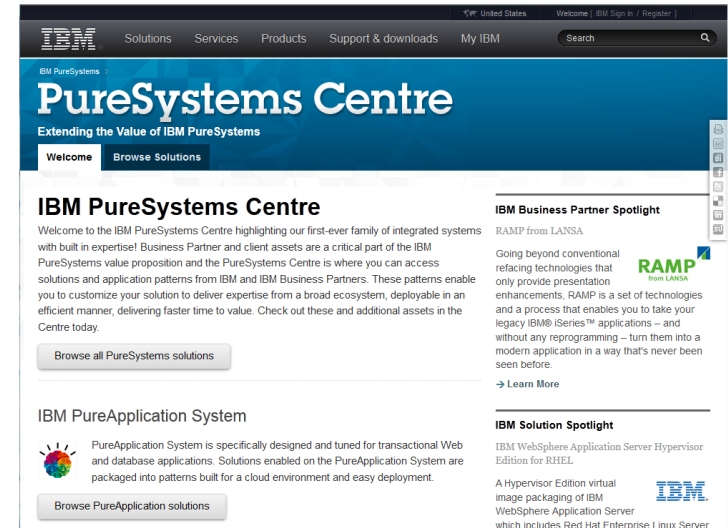 United States
Welcome [ IBM Sign in / Register ]
IBM
Solutions Services Products Support & downloads My IBM Search
IBM PureSystems >
PureSystems Centre
Extending the Value of IBM PureSystems
Welcome Browse Solutions
IBM PureSystems Centre
Welcome to the IBM PureSystems Centre highlighting our first-ever family of integrated systems
with built in expertise! Business Partner and client assets are a critical part of the IBM
PureSystems value proposition and the PureSystems Centre is where you can access
solutions and application patterns from IBM and IBM Business Partners. These patterns enable
you to customize your solution to deliver expertise from a broad ecosystem, deployable in an
efficient manner, delivering faster time to value. Check out these and additional assets in the
Centre today.
Browse all PureSystems solutions
IBM PureApplication System
PureApplication System is specifically designed and tuned for transactional Web
and database applications. Solutions enabled on the PureApplication System are
packaged into patterns built for a cloud environment and easy deployment.
Browse PureApplication solutions
IBM Business Partner Spotlight
RAMP from LANSA
Going beyond conventional
refacing technologies that
only provide presentation
RAMP
from LANSA
enhancements, RAMP is a set of technologies
and a process that enables you to take your
legacy IBM® iSeries™ applications – and
without any reprogramming – turn them into a
modern application in a way that's never been
seen before.
→ Learn More
IBM Solution Spotlight
IBM WebSphere Application Server Hypervisor
Edition for RHEL
A Hypervisor Edition virtual
image packaging of IBM
WebSphere Application Server
IBM
which includes Red Hat Enterprise Linux Server